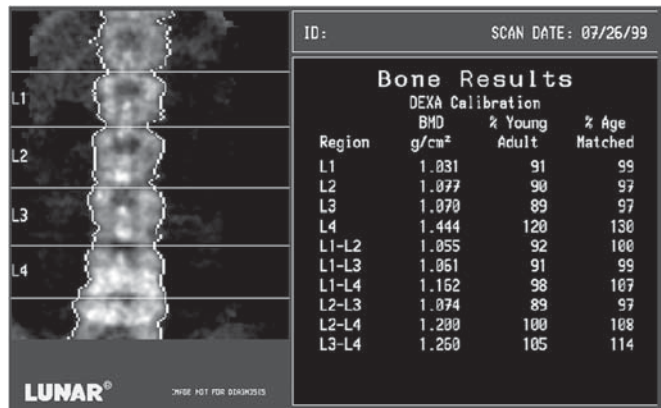 L1
L2
L3
L4
LUNAR®
IMAGE NOT FOR DIAGNOSIS
ID: SCAN DATE: 07/26/99
Bone Results
DEXA Calibration
BMD % Young % Age
Region g/cm² Adult Matched
L1 1.031 91 99
L2 1.077 90 97
L3 1.070 89 97
L4 1.444 120 130
L1-L2 1.055 92 100
L1-L3 1.061 91 99
L1-L4 1.162 98 107
L2-L3 1.074 89 97
L2-L4 1.200 100 108
L3-L4 1.260 105 114